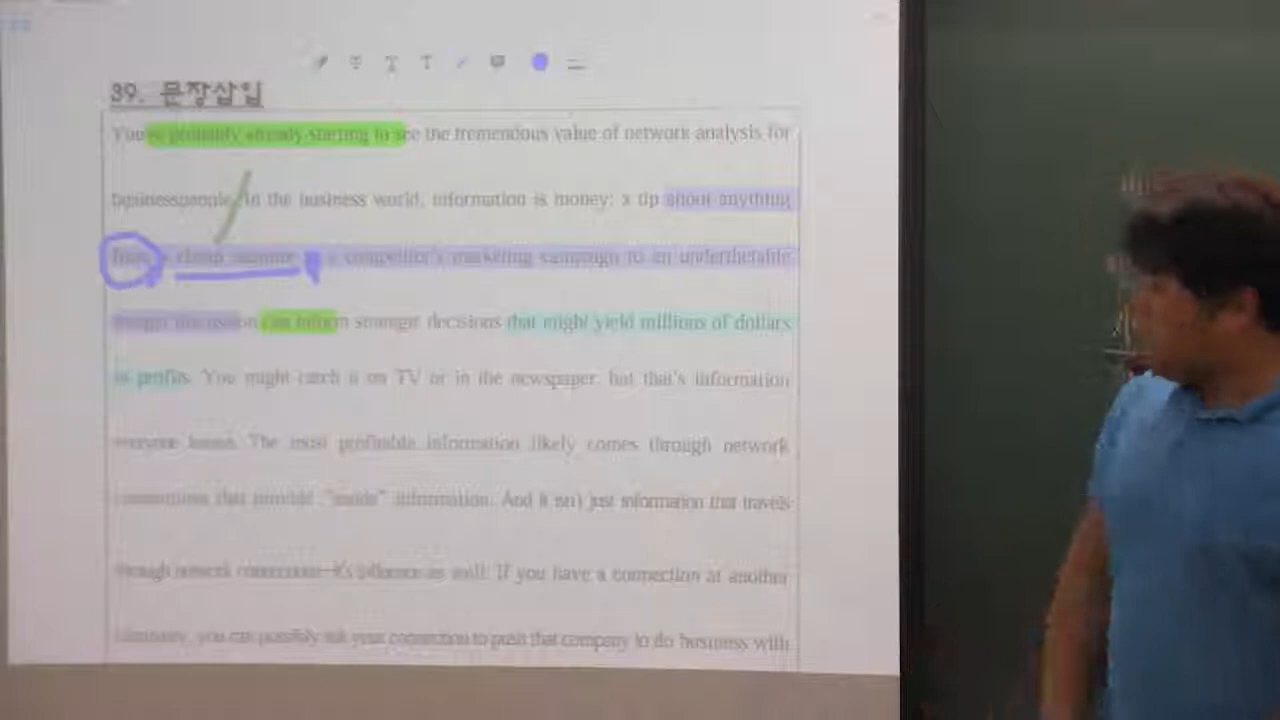 39. 문장삽입
You're probably already starting to see the tremendous value of network analysis for
businesspeople. In the business world, information is money: a tip about anything
from a cheap supplier to a competitor's marketing campaign to an under-the-table
merger discussion can inform strategic decisions that might yield millions of dollars
in profits. You might catch it on TV or in the newspaper, but that's information
everyone knows. The most profitable information likely comes through network
connections that provide "inside" information. And it isn't just information that travels
through network connections—it's influence as well. If you have a connection at another
company, you can possibly ask your connection to push that company to do business with